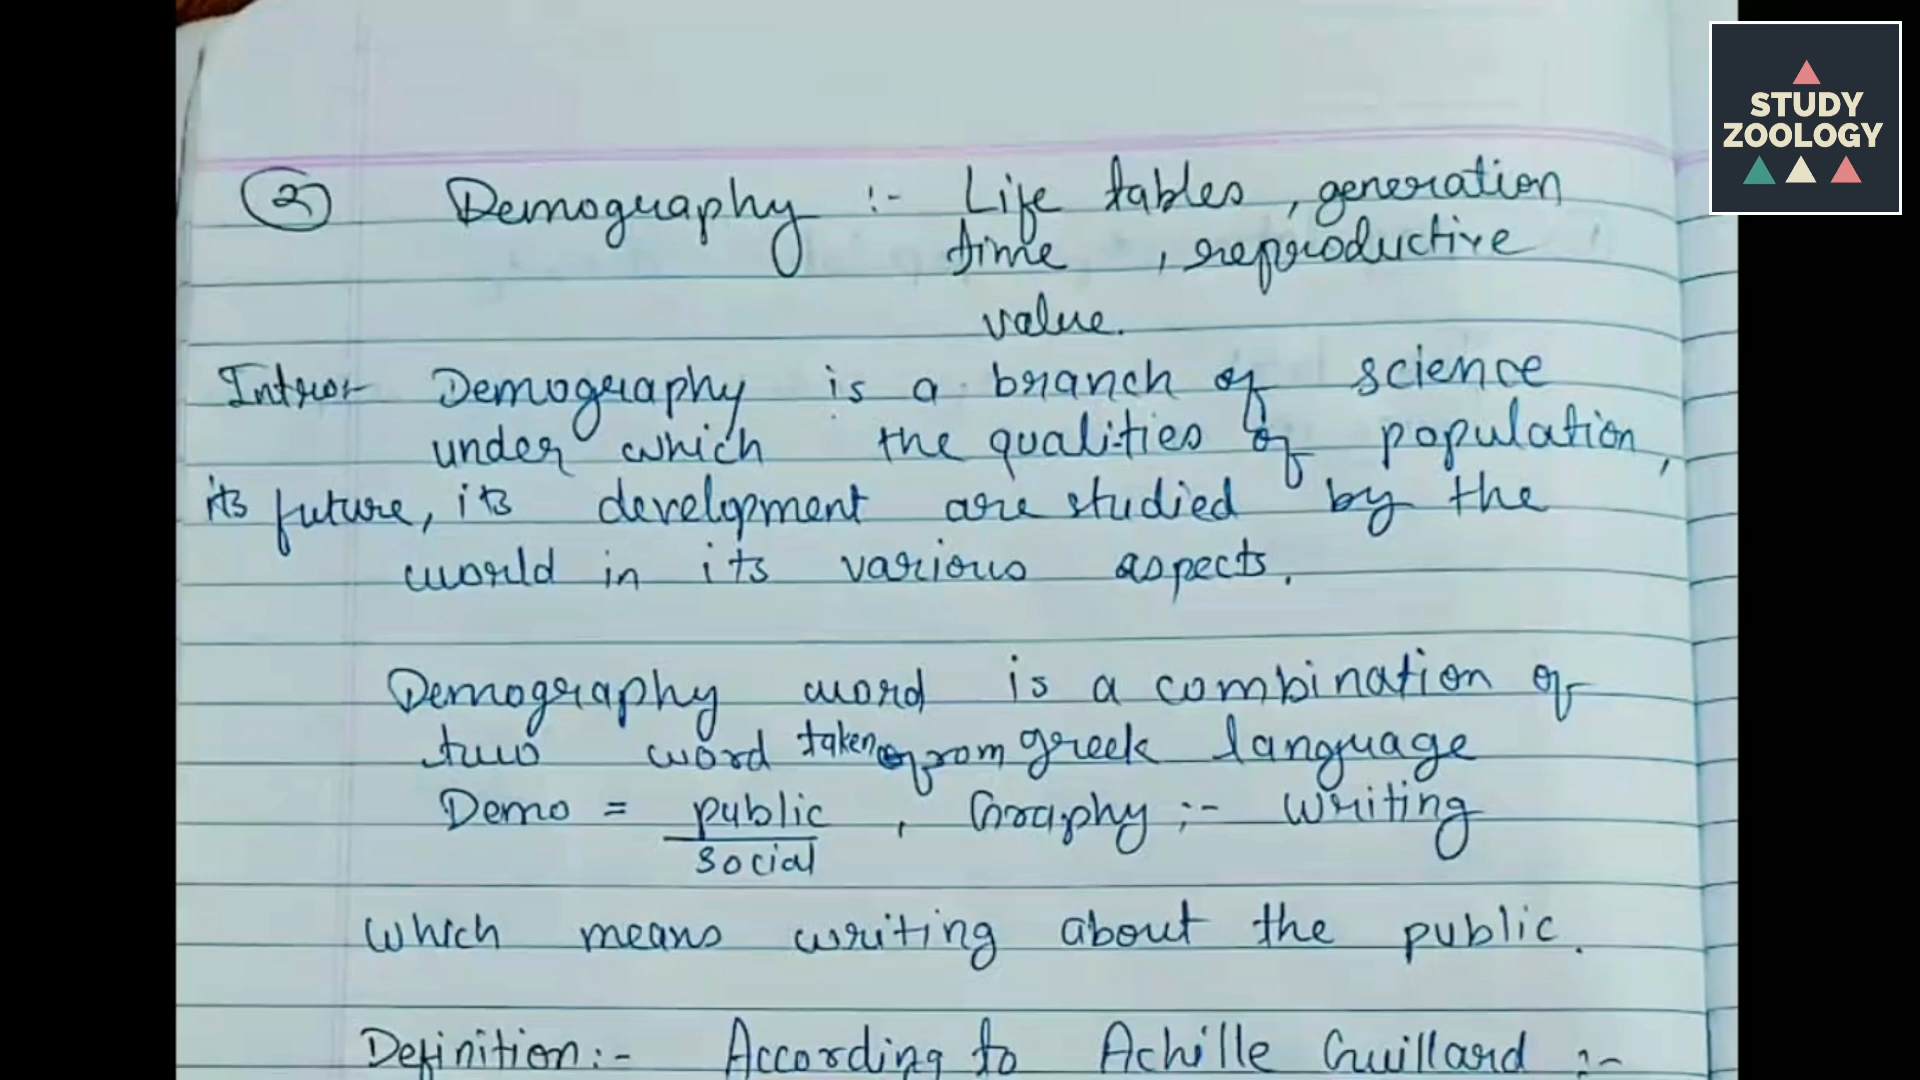 STUDY
ZOOLOGY
② Demography :- Life tables, generation
time, reproductive
value.
Intro:- Demography is a branch of science
under which the qualities of population,
its future, its development are studied by the
world in its various aspects.
Demography word is a combination of
two word taken from greek language
Demo = public , Graphy :- Writing
social
Which means writing about the public.
Definition:- According to Achille Guillard :-